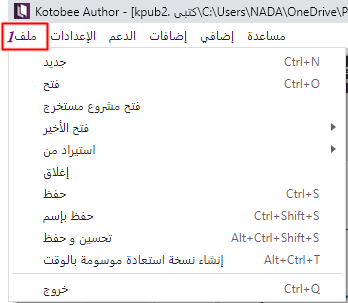 Kotobee Author - [kpub2. كتبى\C:\Users\NADA\OneDrive\P
1 ملف الإعدادات الدعم إضافات إضافي مساعدة
جديد Ctrl+N
فتح Ctrl+O
فتح مشروع مستخرج
فتح الأخير
استيراد من
إغلاق
حفظ Ctrl+S
حفظ بإسم Ctrl+Shift+S
تحسين و حفظ Alt+Ctrl+Shift+S
إنشاء نسخة استعادة موسومة بالوقت Alt+Ctrl+T
خروج Ctrl+Q